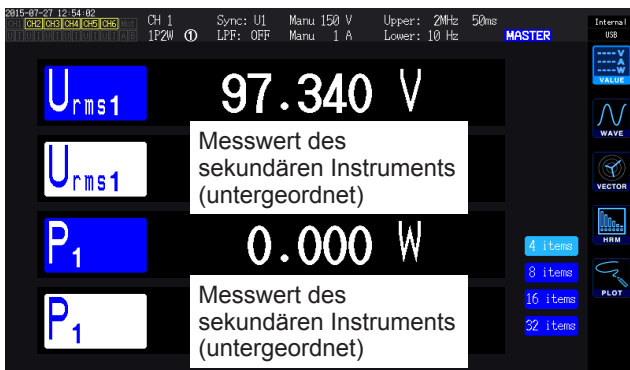 2015-07-27 12:54:02
CH1 CH2 CH3 CH4 CH5 CH6 Mot
U I U I U I U I U I U I A B
CH 1
1P2W ①
Sync: U1
LPF: OFF
Manu 150 V
Manu 1 A
Upper: 2MHz
Lower: 10 Hz
50ms
MASTER
Internal
USB
Urms1 97.340 V
Urms1 Messwert des
sekundären Instruments
(untergeordnet)
P1 0.000 W
P1 Messwert des
sekundären Instruments
(untergeordnet)
4 items
8 items
16 items
32 items
----V
----A
----W
VALUE
WAVE
VECTOR
HRM
PLOT